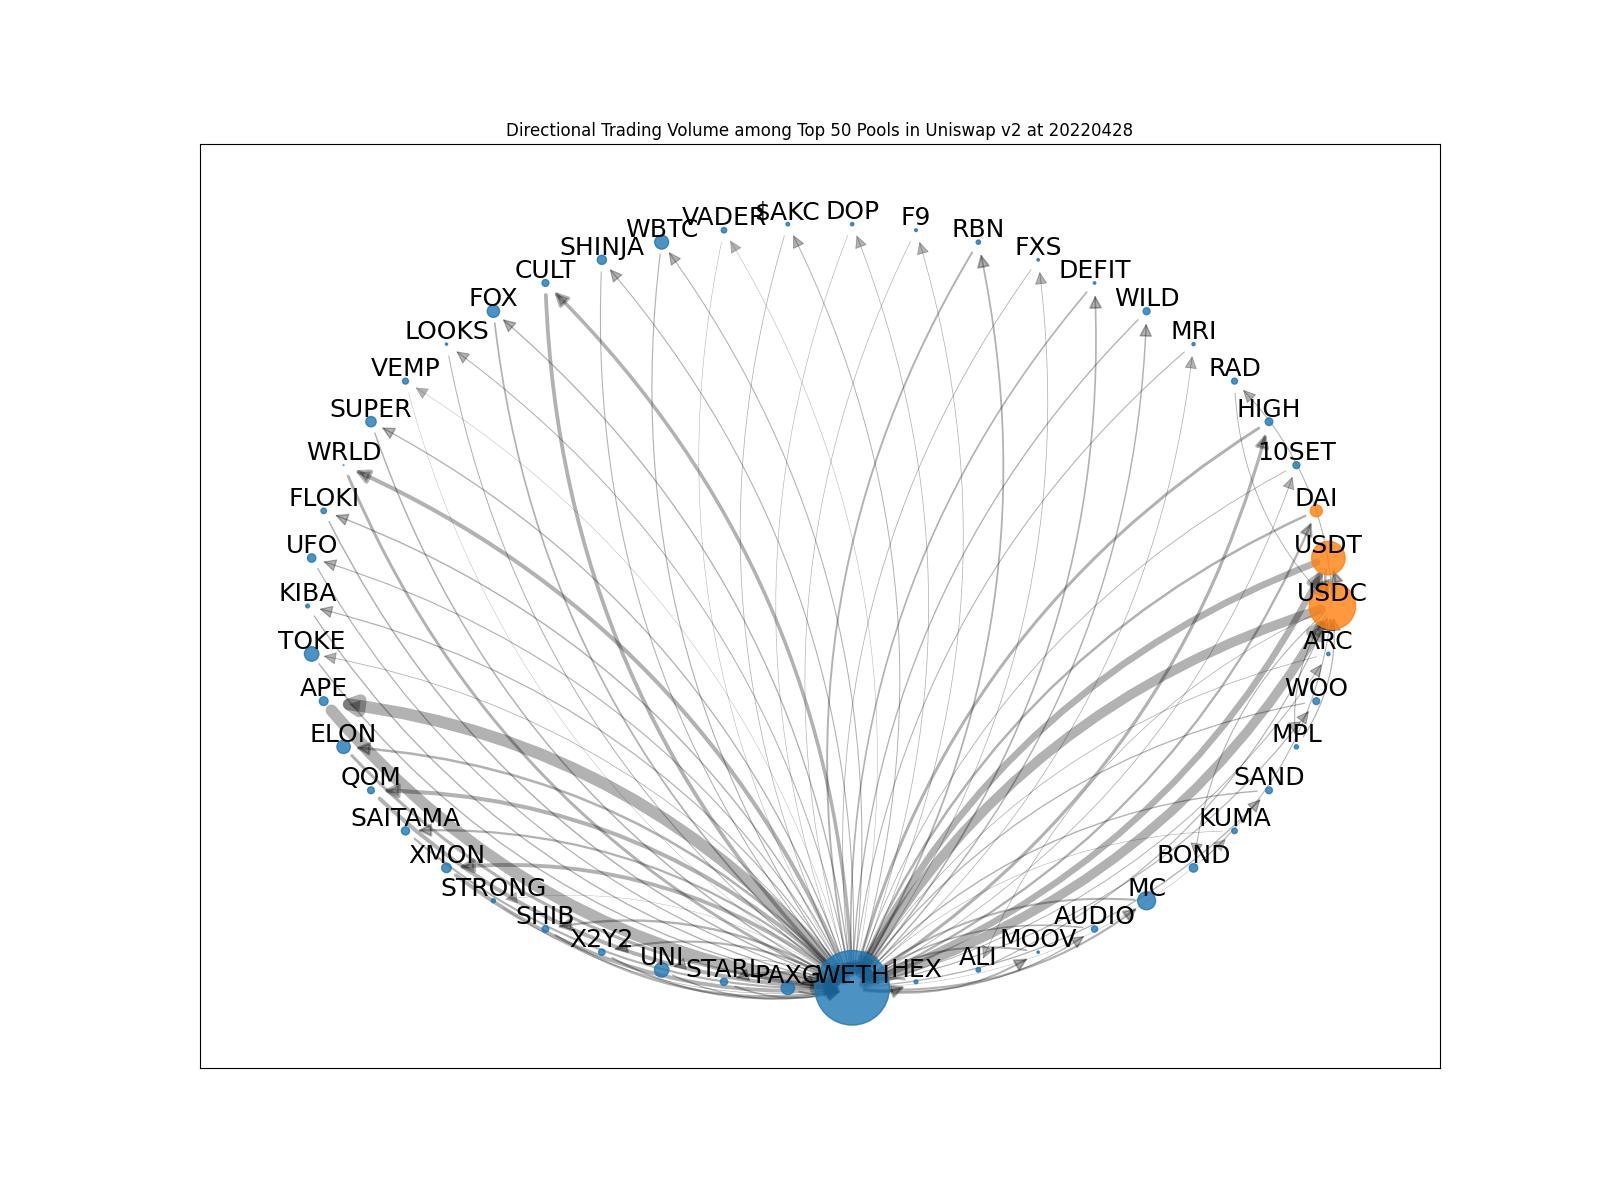 Directional Trading Volume among Top 50 Pools in Uniswap v2 at 20220428
VADER
$AKC
DOP
F9
WBTC
RBN
SHINJA
FXS
CULT
DEFIT
FOX
WILD
LOOKS
MRI
VEMP
RAD
SUPER
HIGH
WRLD
10SET
FLOKI
DAI
UFO
USDT
KIBA
USDC
TOKE
ARC
APE
WOO
ELON
MPL
QOM
SAND
SAITAMA
KUMA
XMON
BOND
STRONG
MC
SHIB
AUDIO
X2Y2
MOOV
UNI
ALI
STARL
PAXG
WETH
HEX